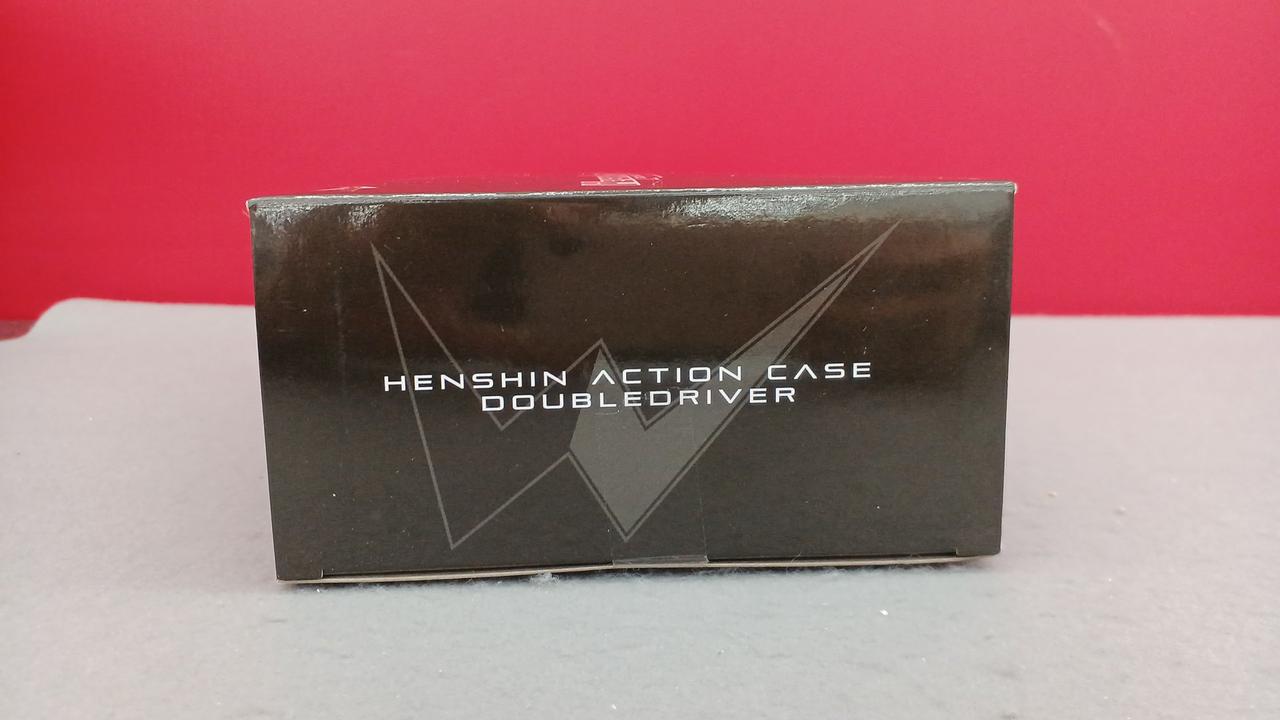 HENSHIN ACTION CASE
DOUBLEDRIVER